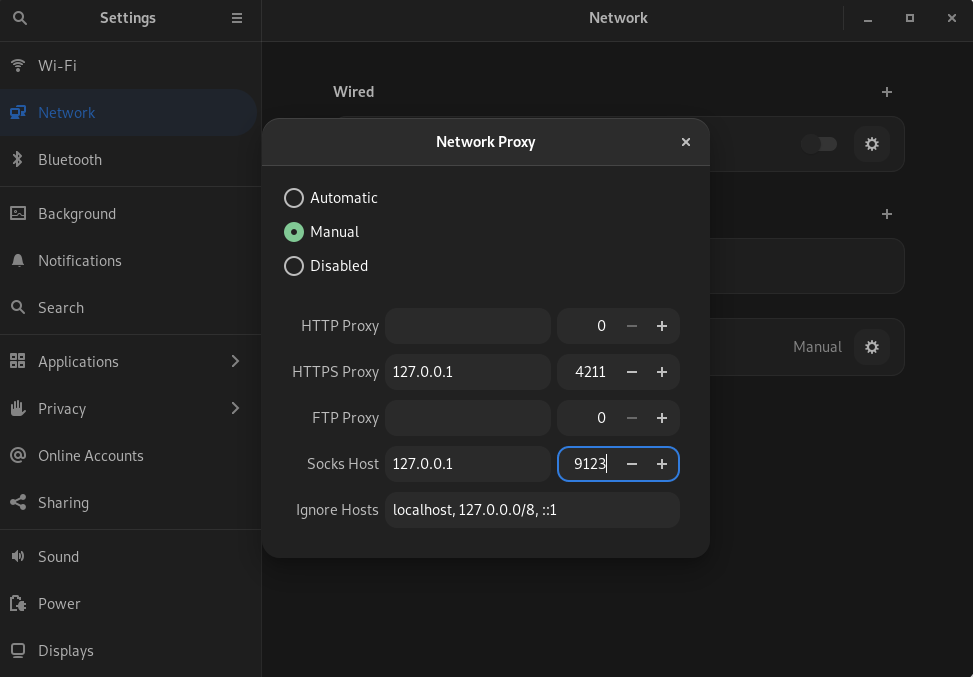 Settings
Network
Wi-Fi
Network
Bluetooth
Background
Notifications
Search
Applications
Privacy
Online Accounts
Sharing
Sound
Power
Displays
Wired
Manual
Network Proxy
Automatic
Manual
Disabled
HTTP Proxy 0
HTTPS Proxy 127.0.0.1 4211
FTP Proxy 0
Socks Host 127.0.0.1 9123
Ignore Hosts localhost, 127.0.0.0/8, ::1